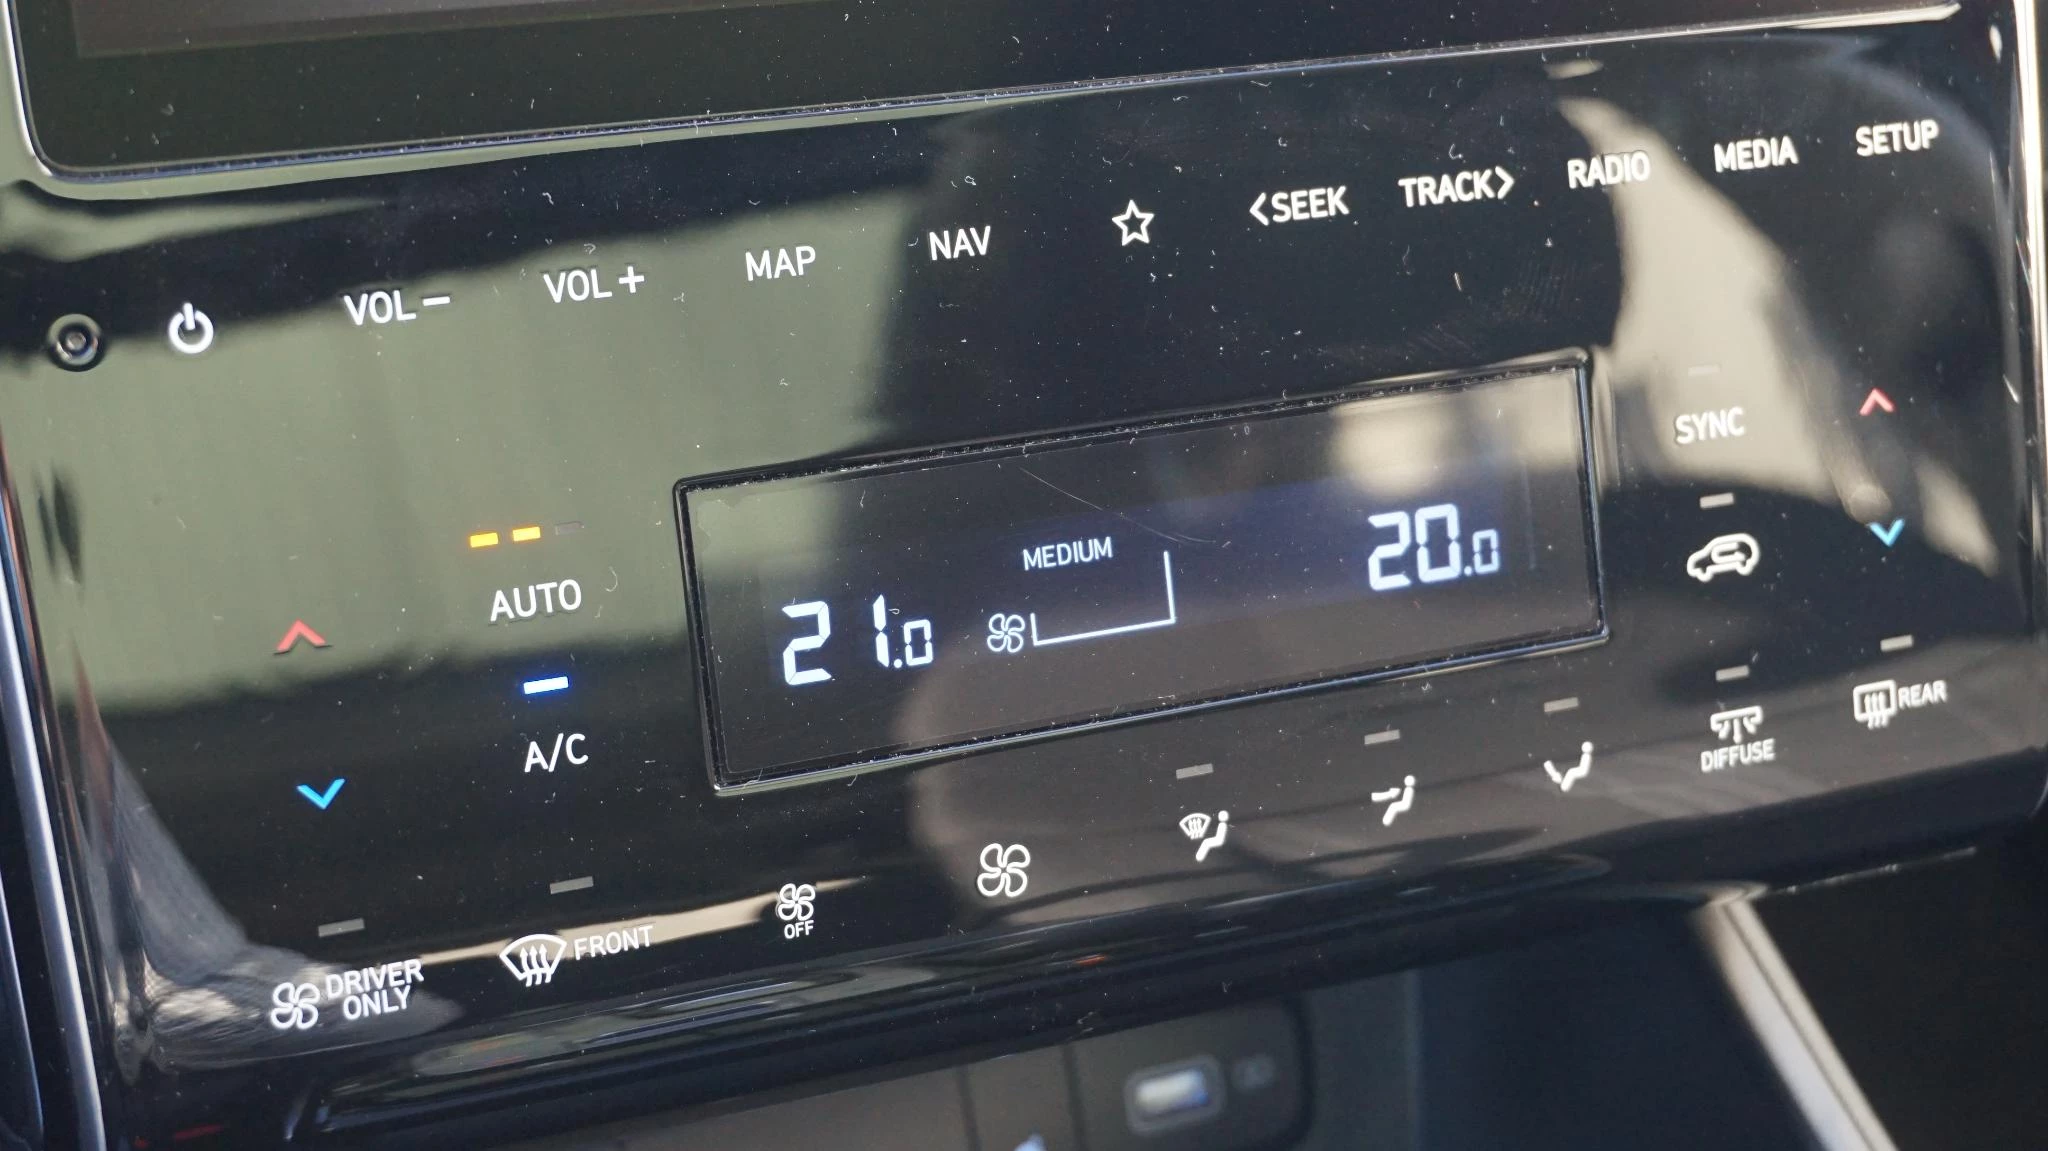 VOL −
VOL +
MAP
NAV
<SEEK
TRACK>
RADIO
MEDIA
SETUP
AUTO
A/C
21.0
MEDIUM
20.0
SYNC
DRIVER
ONLY
FRONT
OFF
DIFFUSE
REAR